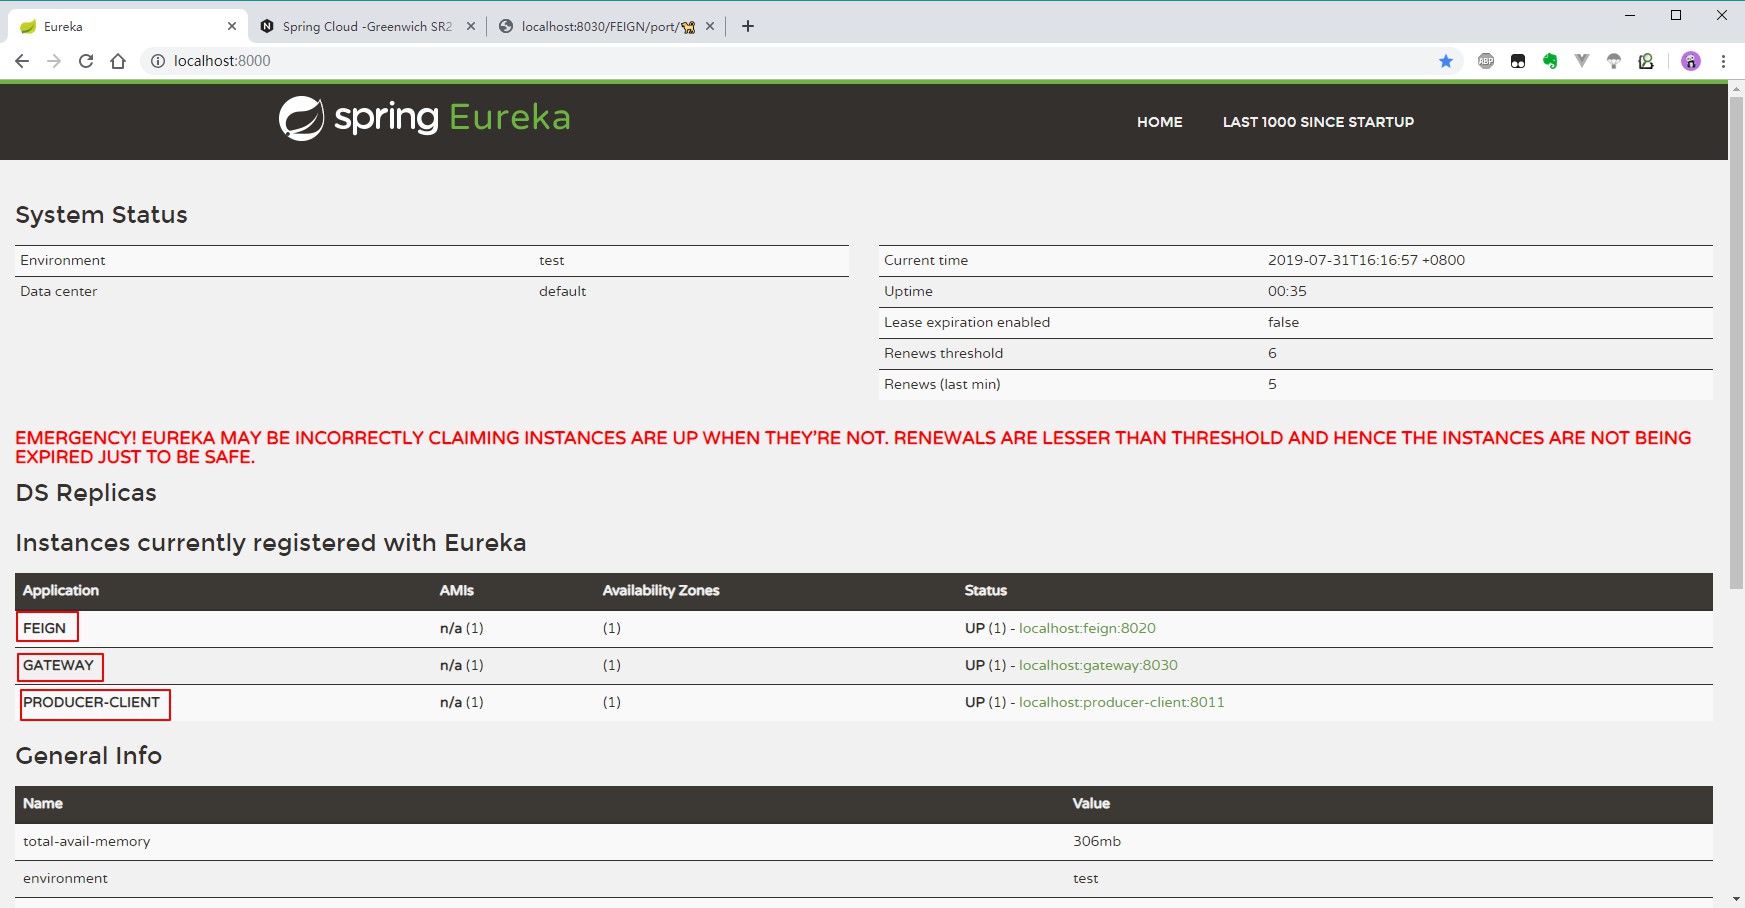 Eureka
Spring Cloud -Greenwich SR2
localhost:8030/FEIGN/port/🐕
localhost:8000
ABP
spring Eureka
HOME
LAST 1000 SINCE STARTUP
System Status
Environment test
Data center default
Current time 2019-07-31T16:16:57 +0800
Uptime 00:35
Lease expiration enabled false
Renews threshold 6
Renews (last min) 5
EMERGENCY! EUREKA MAY BE INCORRECTLY CLAIMING INSTANCES ARE UP WHEN THEY'RE NOT. RENEWALS ARE LESSER THAN THRESHOLD AND HENCE THE INSTANCES ARE NOT BEING
EXPIRED JUST TO BE SAFE.
DS Replicas
Instances currently registered with Eureka
Application AMIs Availability Zones Status
FEIGN n/a (1) (1) UP (1) - localhost:feign:8020
GATEWAY n/a (1) (1) UP (1) - localhost:gateway:8030
PRODUCER-CLIENT n/a (1) (1) UP (1) - localhost:producer-client:8011
General Info
Name Value
total-avail-memory 306mb
environment test